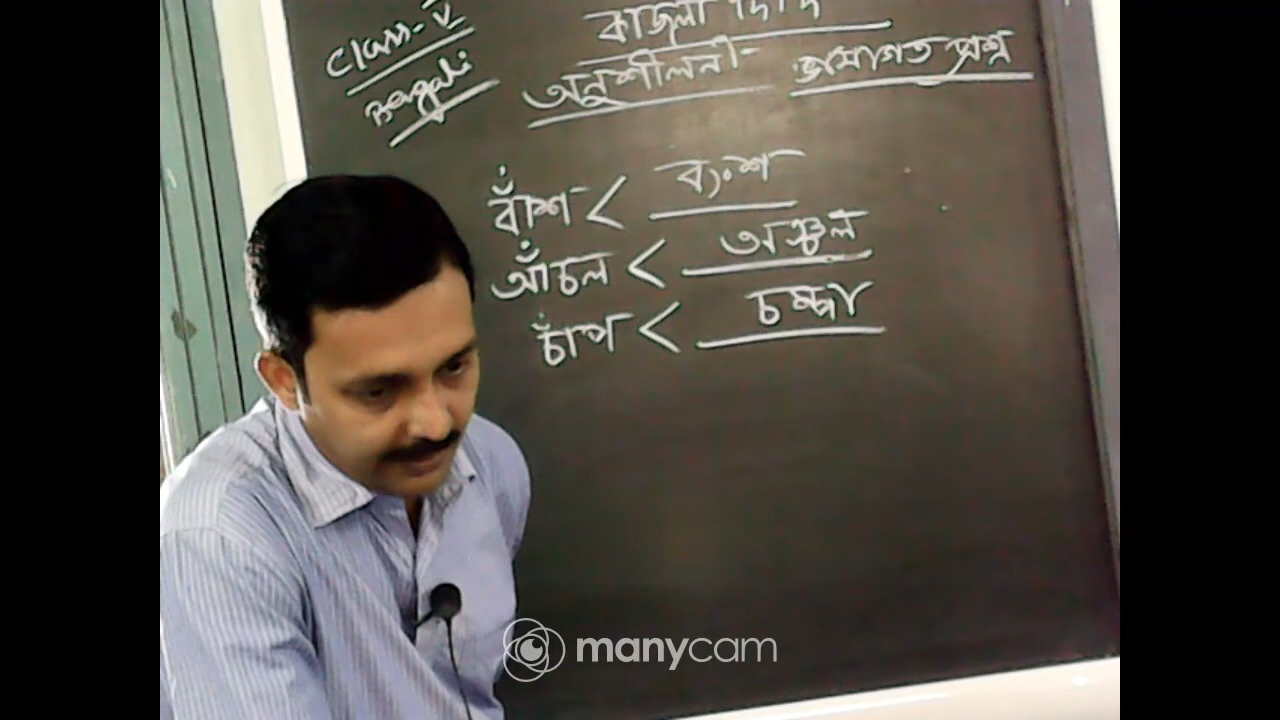 Class-V
Bengali
কাজলা দিদি
অনুশীলনী - ভাষাগত প্রশ্ন
বাঁশ < বংশ
আঁচল < অঞ্চল
চাঁপা < চম্পা
manycam